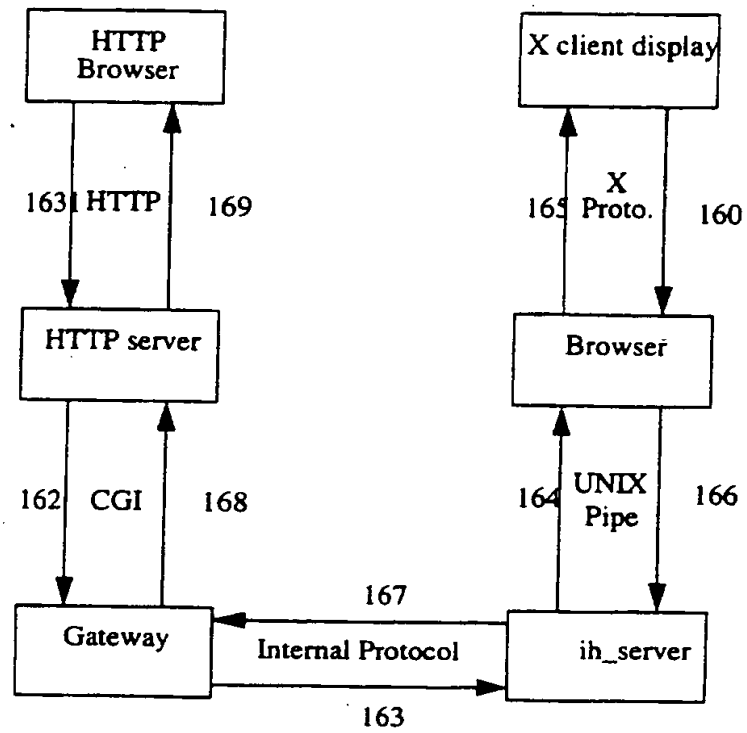 HTTP
Browser
X client display
1631 HTTP 169
165 X
Proto. 160
HTTP server
Browser
162 CGI 168
164 UNIX
Pipe 166
167
Gateway
Internal Protocol
ih_server
163